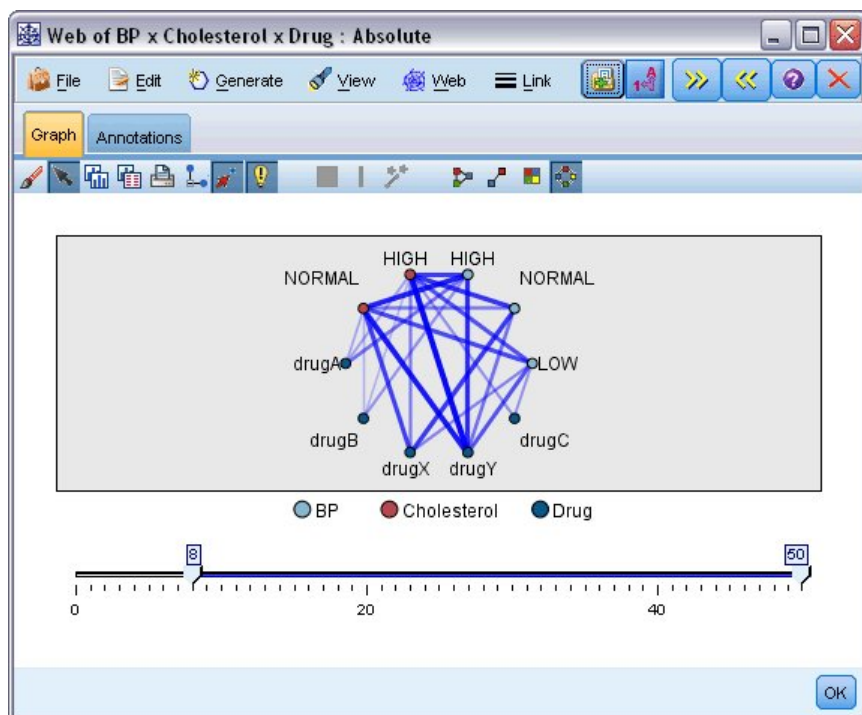 Web of BP x Cholesterol x Drug : Absolute
File Edit Generate View Web Link
Graph Annotations
HIGH HIGH
NORMAL NORMAL
drugA LOW
drugB drugC
drugX drugY
BP Cholesterol Drug
8 50
0 20 40
OK